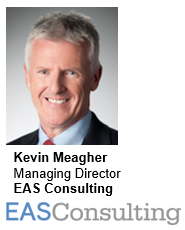 Kevin Meagher
Managing Director
EAS Consulting
EASConsulting